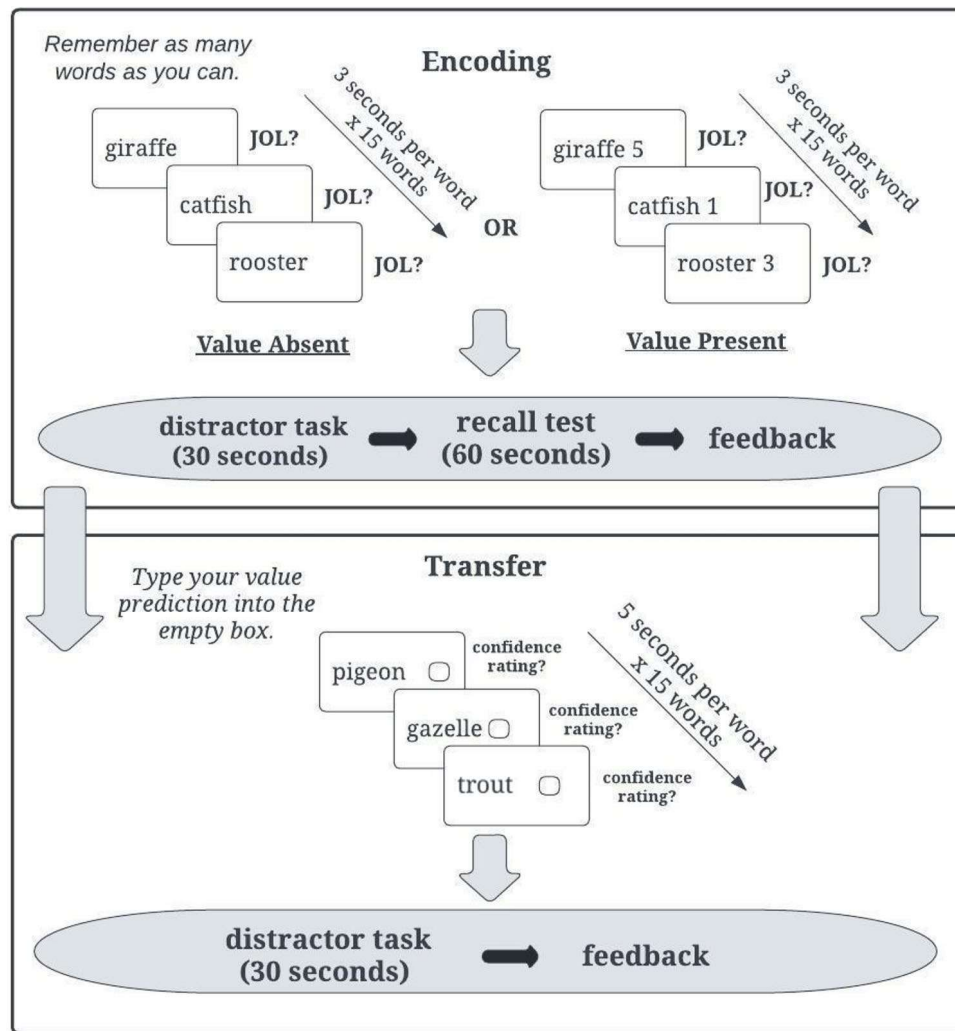 Remember as many
words as you can.
Encoding
giraffe
JOL?
catfish
JOL?
rooster
JOL?
3 seconds per word
x 15 words
Value Absent
OR
giraffe 5
JOL?
catfish 1
JOL?
rooster 3
JOL?
3 seconds per word
x 15 words
Value Present
distractor task
(30 seconds)
recall test
(60 seconds)
feedback
Transfer
Type your value
prediction into the
empty box.
pigeon
confidence
rating?
gazelle
confidence
rating?
trout
confidence
rating?
5 seconds per word
x 15 words
distractor task
(30 seconds)
feedback